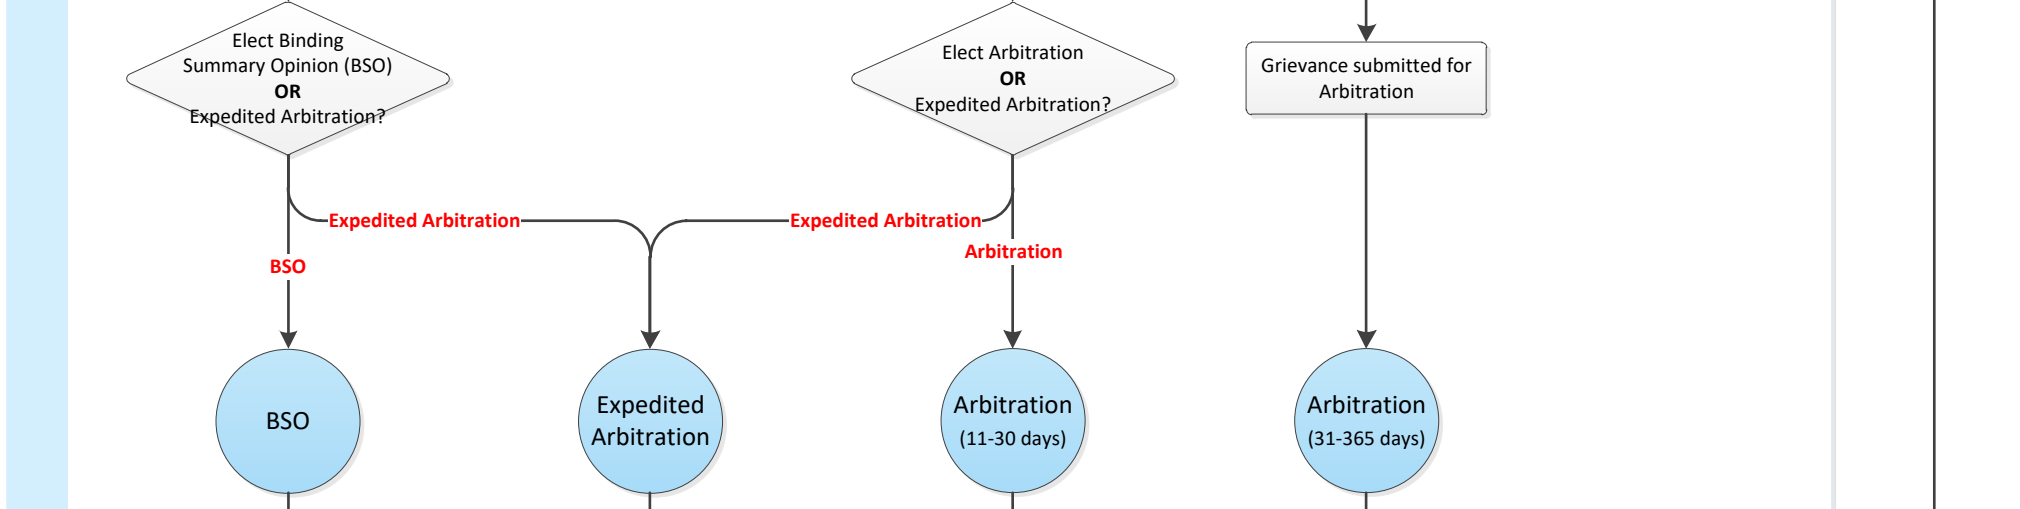 Elect Binding
Summary Opinion (BSO)
OR
Expedited Arbitration?
Elect Arbitration
OR
Expedited Arbitration?
Grievance submitted for
Arbitration
Expedited Arbitration
Expedited Arbitration
BSO
Arbitration
BSO
Expedited
Arbitration
Arbitration
(11-30 days)
Arbitration
(31-365 days)